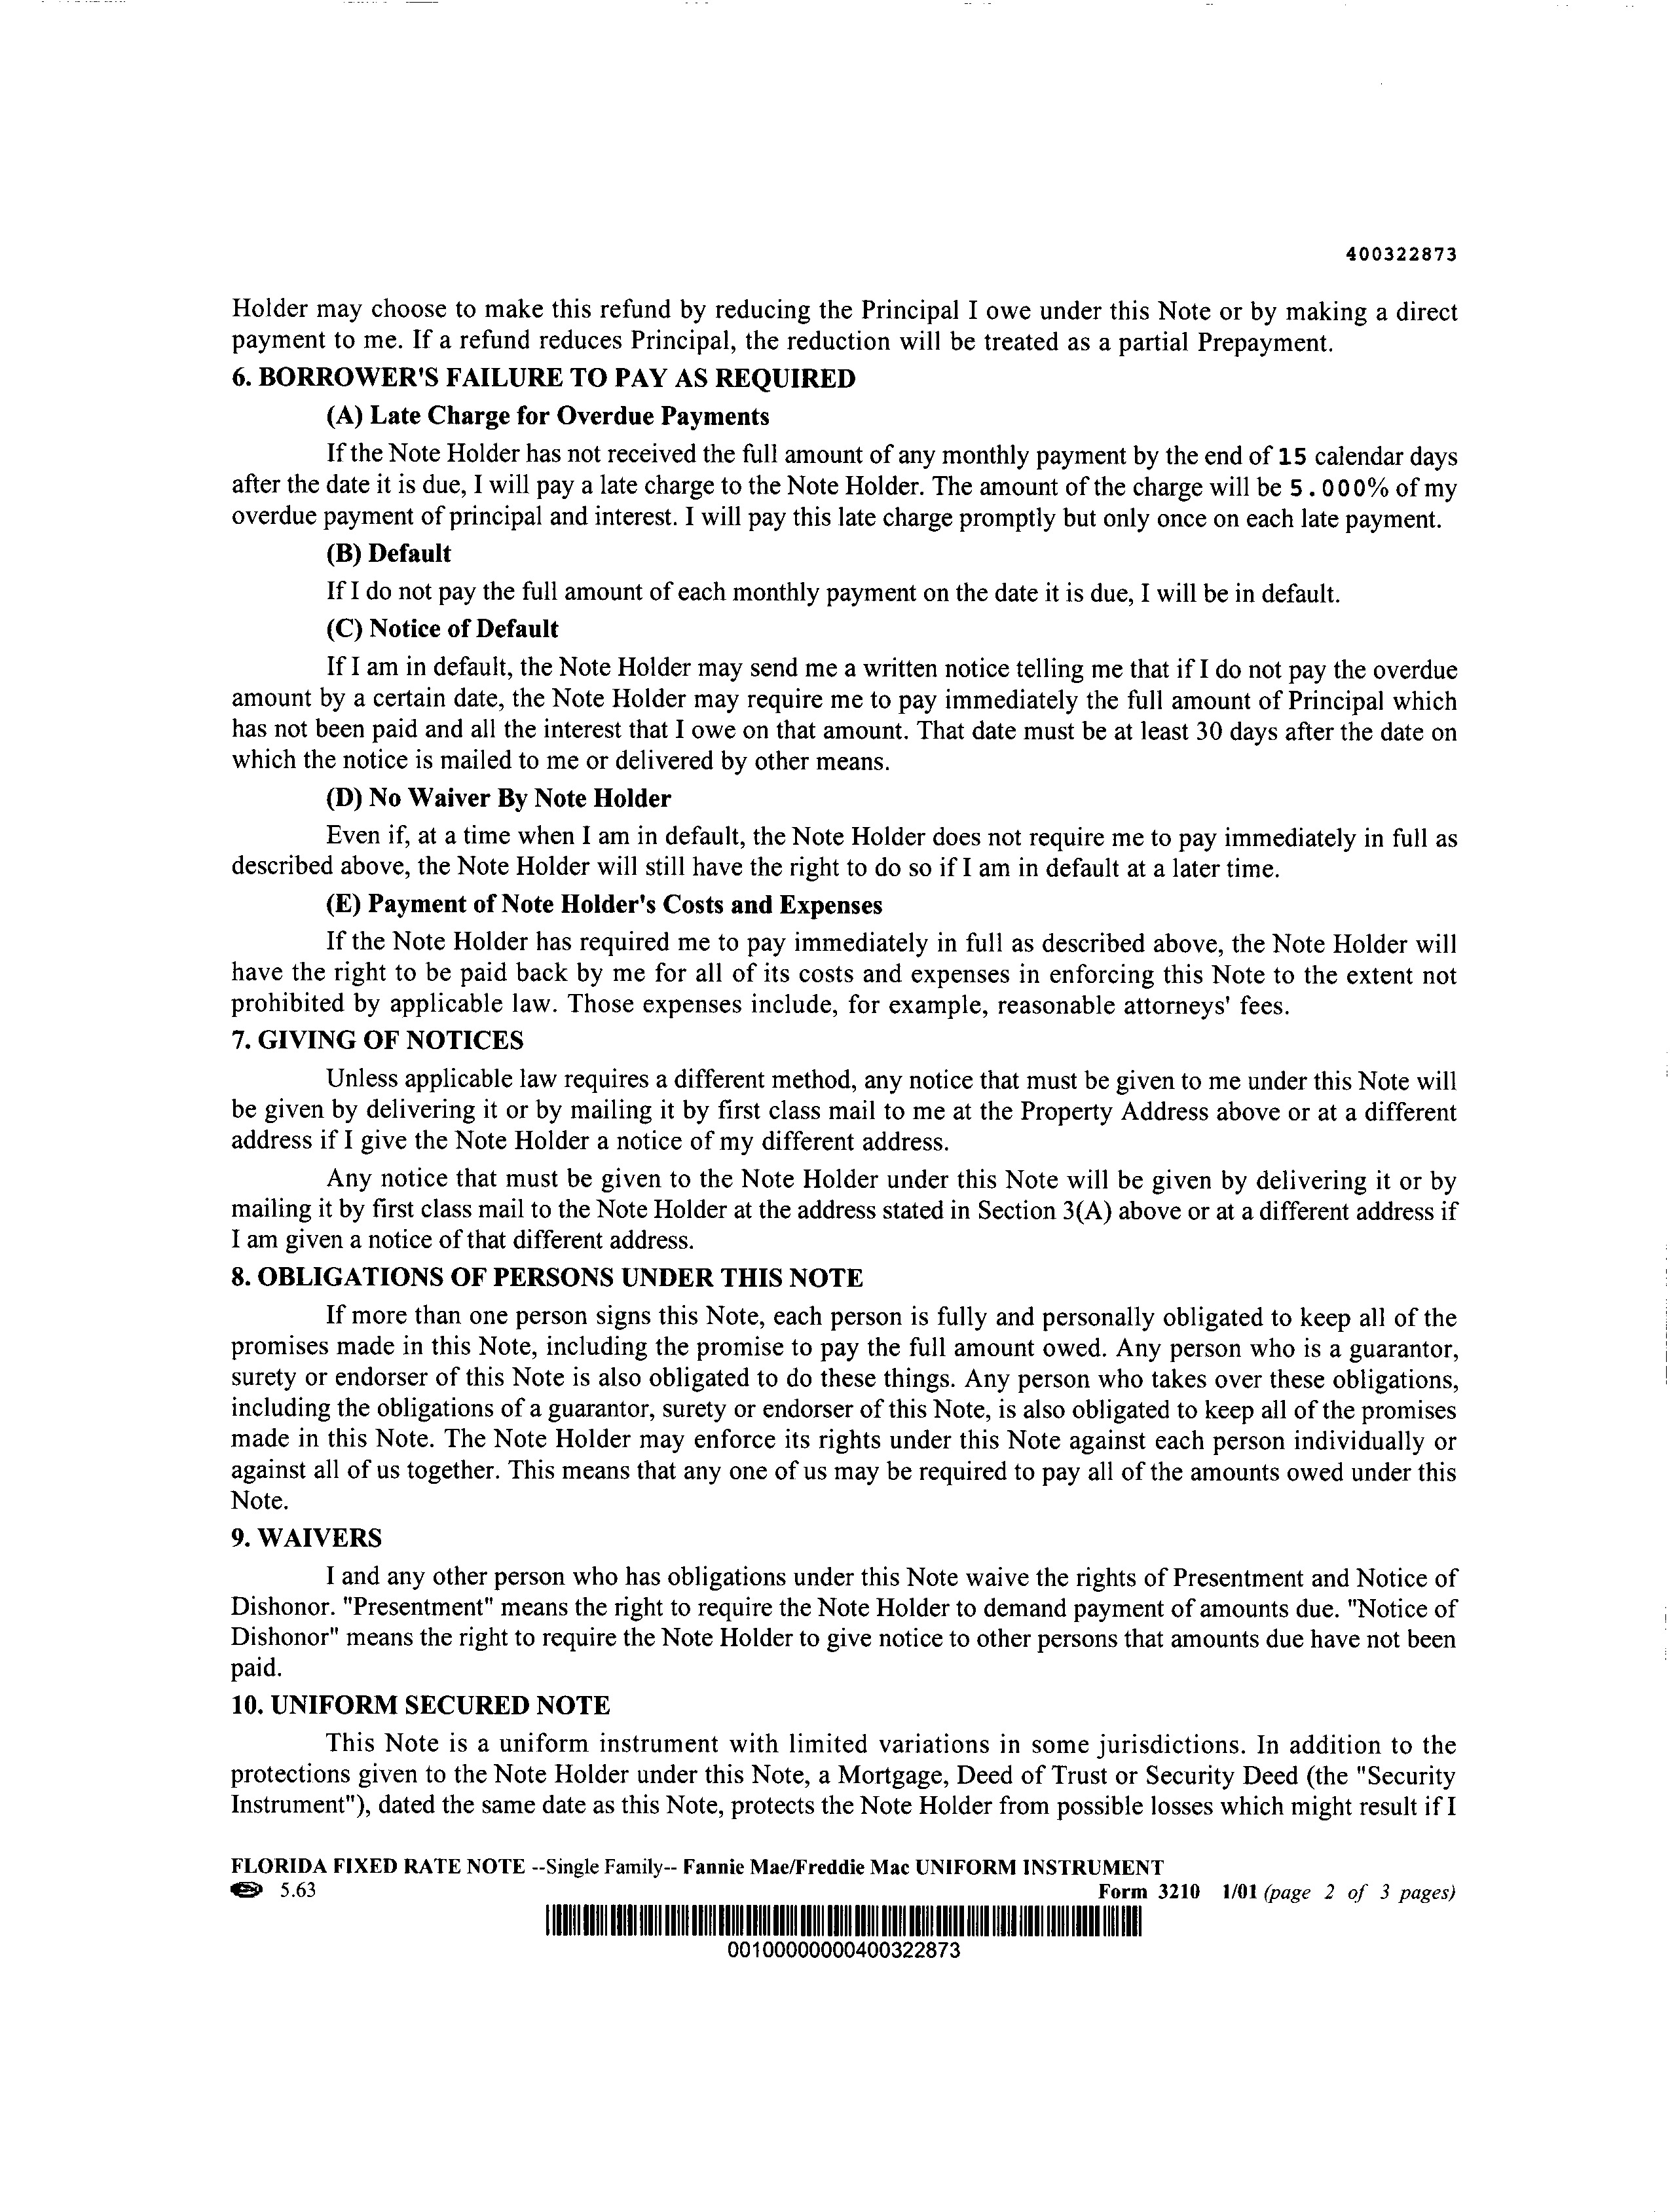 400322873
Holder may choose to make this refund by reducing the Principal I owe under this Note or by making a direct
payment to me. If a refund reduces Principal, the reduction will be treated as a partial Prepayment.
6. BORROWER'S FAILURE TO PAY AS REQUIRED
(A) Late Charge for Overdue Payments
If the Note Holder has not received the full amount of any monthly payment by the end of 15 calendar days
after the date it is due, I will pay a late charge to the Note Holder. The amount of the charge will be 5.000% of my
overdue payment of principal and interest. I will pay this late charge promptly but only once on each late payment.
(B) Default
If I do not pay the full amount of each monthly payment on the date it is due, I will be in default.
(C) Notice of Default
If I am in default, the Note Holder may send me a written notice telling me that if I do not pay the overdue
amount by a certain date, the Note Holder may require me to pay immediately the full amount of Principal which
has not been paid and all the interest that I owe on that amount. That date must be at least 30 days after the date on
which the notice is mailed to me or delivered by other means.
(D) No Waiver By Note Holder
Even if, at a time when I am in default, the Note Holder does not require me to pay immediately in full as
described above, the Note Holder will still have the right to do so if I am in default at a later time.
(E) Payment of Note Holder's Costs and Expenses
If the Note Holder has required me to pay immediately in full as described above, the Note Holder will
have the right to be paid back by me for all of its costs and expenses in enforcing this Note to the extent not
prohibited by applicable law. Those expenses include, for example, reasonable attorneys' fees.
7. GIVING OF NOTICES
Unless applicable law requires a different method, any notice that must be given to me under this Note will
be given by delivering it or by mailing it by first class mail to me at the Property Address above or at a different
address if I give the Note Holder a notice of my different address.
Any notice that must be given to the Note Holder under this Note will be given by delivering it or by
mailing it by first class mail to the Note Holder at the address stated in Section 3(A) above or at a different address if
I am given a notice of that different address.
8. OBLIGATIONS OF PERSONS UNDER THIS NOTE
If more than one person signs this Note, each person is fully and personally obligated to keep all of the
promises made in this Note, including the promise to pay the full amount owed. Any person who is a guarantor,
surety or endorser of this Note is also obligated to do these things. Any person who takes over these obligations,
including the obligations of a guarantor, surety or endorser of this Note, is also obligated to keep all of the promises
made in this Note. The Note Holder may enforce its rights under this Note against each person individually or
against all of us together. This means that any one of us may be required to pay all of the amounts owed under this
Note.
9. WAIVERS
I and any other person who has obligations under this Note waive the rights of Presentment and Notice of
Dishonor. "Presentment" means the right to require the Note Holder to demand payment of amounts due. "Notice of
Dishonor" means the right to require the Note Holder to give notice to other persons that amounts due have not been
paid.
10. UNIFORM SECURED NOTE
This Note is a uniform instrument with limited variations in some jurisdictions. In addition to the
protections given to the Note Holder under this Note, a Mortgage, Deed of Trust or Security Deed (the "Security
Instrument"), dated the same date as this Note, protects the Note Holder from possible losses which might result if I
FLORIDA FIXED RATE NOTE --Single Family-- Fannie Mae/Freddie Mac UNIFORM INSTRUMENT
5.63 Form 3210 1/01 (page 2 of 3 pages)
00100000000400322873